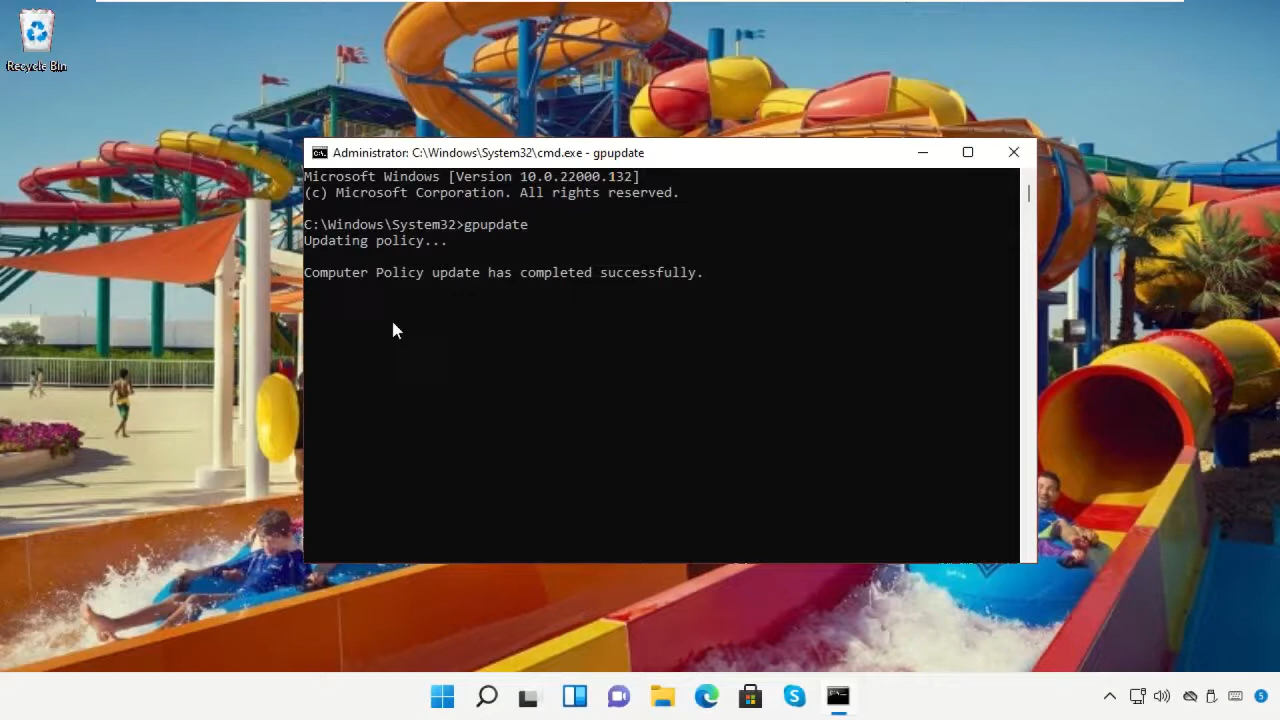 Recycle Bin
Administrator: C:\Windows\System32\cmd.exe - gpupdate
Microsoft Windows [Version 10.0.22000.132]
(c) Microsoft Corporation. All rights reserved.
C:\Windows\System32>gpupdate
Updating policy...
Computer Policy update has completed successfully.
5